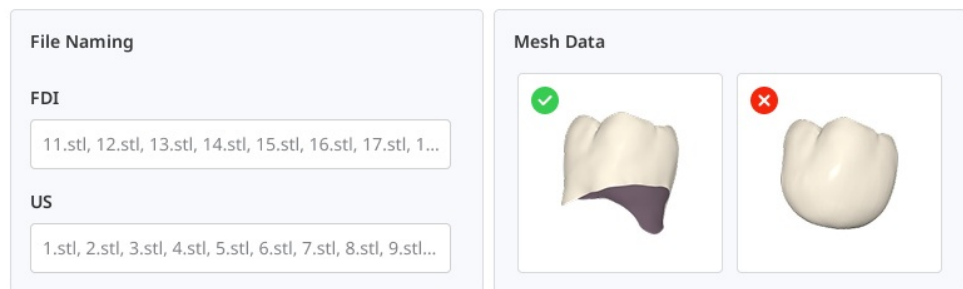 File Naming
FDI
11.stl, 12.stl, 13.stl, 14.stl, 15.stl, 16.stl, 17.stl, 1...
US
1.stl, 2.stl, 3.stl, 4.stl, 5.stl, 6.stl, 7.stl, 8.stl, 9.stl...
Mesh Data